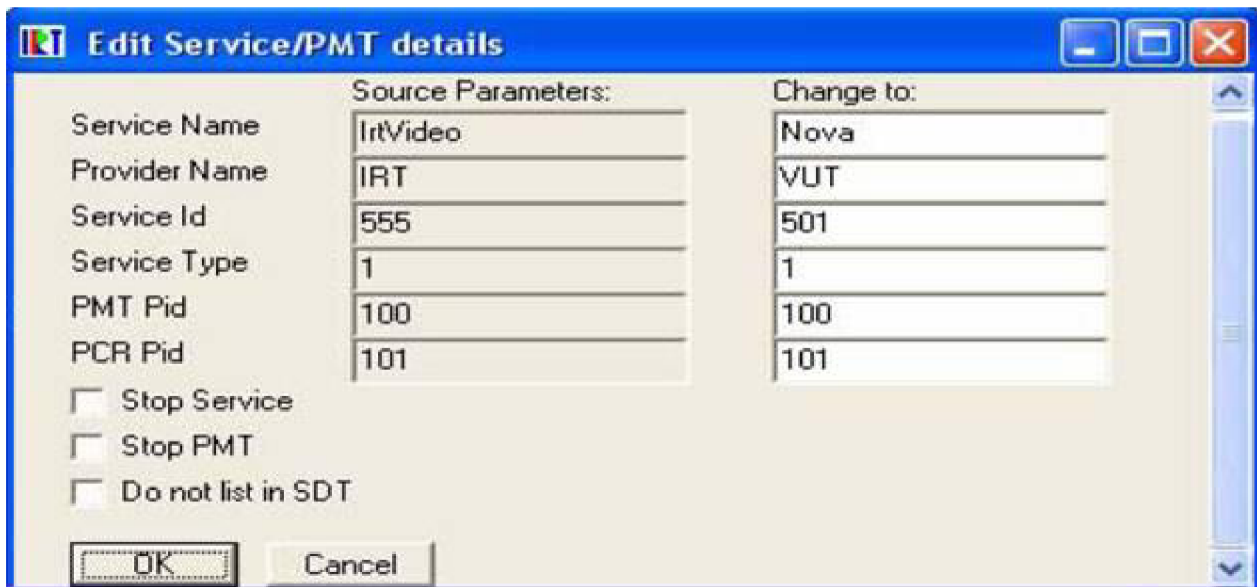 IRT Edit Service/PMT details
Source Parameters: Change to:
Service Name IrtVideo Nova
Provider Name IRT VUT
Service Id 555 501
Service Type 1 1
PMT Pid 100 100
PCR Pid 101 101
Stop Service
Stop PMT
Do not list in SDT
OK Cancel